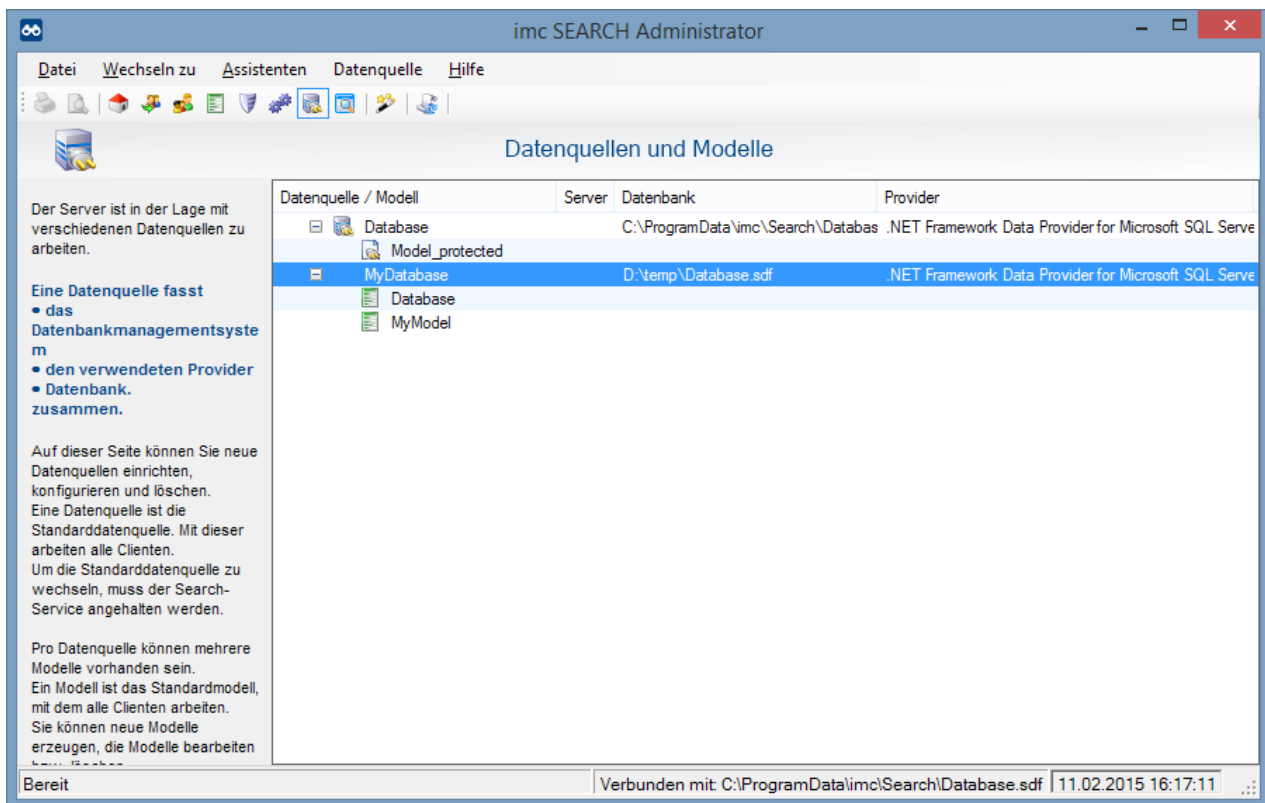 imc SEARCH Administrator
Datei Wechseln zu Assistenten Datenquelle Hilfe
Datenquellen und Modelle
Der Server ist in der Lage mit
verschiedenen Datenquellen zu
arbeiten.
Eine Datenquelle fasst
• das
Datenbankmanagementsyste
m
• den verwendeten Provider
• Datenbank.
zusammen.
Auf dieser Seite können Sie neue
Datenquellen einrichten,
konfigurieren und löschen.
Eine Datenquelle ist die
Standarddatenquelle. Mit dieser
arbeiten alle Clienten.
Um die Standarddatenquelle zu
wechseln, muss der Search-
Service angehalten werden.
Pro Datenquelle können mehrere
Modelle vorhanden sein.
Ein Modell ist das Standardmodell,
mit dem alle Clienten arbeiten.
Sie können neue Modelle
erzeugen, die Modelle bearbeiten
Datenquelle / Modell Server Datenbank Provider
Database C:\ProgramData\imc\Search\Databas .NET Framework Data Provider for Microsoft SQL Serve
Model_protected
MyDatabase D:\temp\Database.sdf .NET Framework Data Provider for Microsoft SQL Serve
Database
MyModel
Bereit Verbunden mit: C:\ProgramData\imc\Search\Database.sdf 11.02.2015 16:17:11